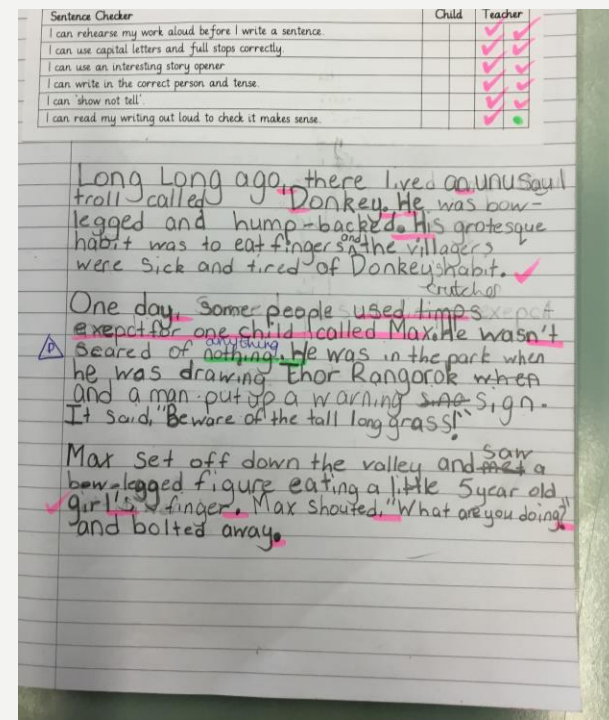 Sentence Checker Child Teacher
I can rehearse my work aloud before I write a sentence.
I can use capital letters and full stops correctly.
I can use an interesting story opener
I can write in the correct person and tense.
I can 'show not tell'.
I can read my writing out loud to check it makes sense.
Long Long ago, there lived an unusaul
troll called Donkey. He was bow-
legged and hump-backed. His grotesque
habit was to eat fingers and the villagers
were sick and tired of Donkey's habit.
crutches
One day, some people used
exepct for one child called Max. He wasn't
scared of nothing. He was in the park when
anything
he was drawing thor Rangorok when
and a man put up a warning sing sign.
It said, "Beware of the tall long grass!"
Max set off down the valley and met a
saw
bow-legged figure eating a little 5 year old
girl's finger. Max shouted, "What are you doing?"
and bolted away.